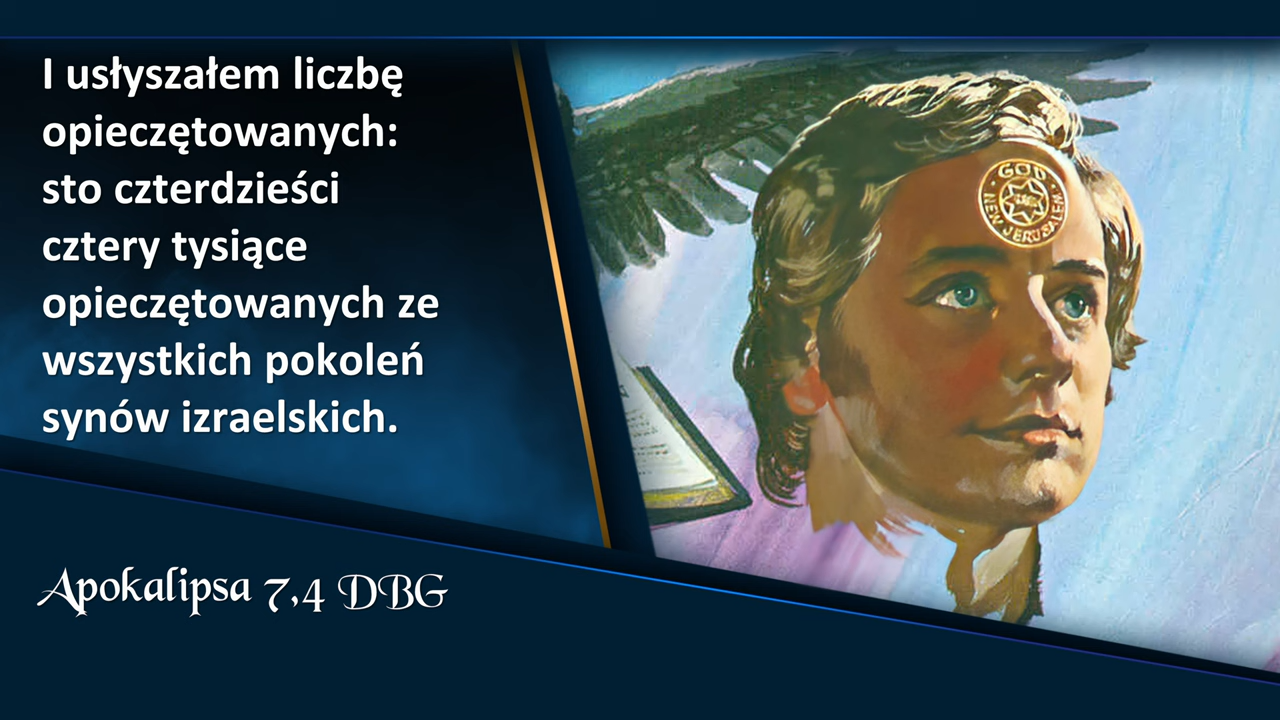 I usłyszałem liczbę
opieczętowanych:
sto czterdzieści
cztery tysiące
opieczętowanych ze
wszystkich pokoleń
synów izraelskich.
Apokalipsa 7,4 DBG
GOD
NEW JERUSALEM